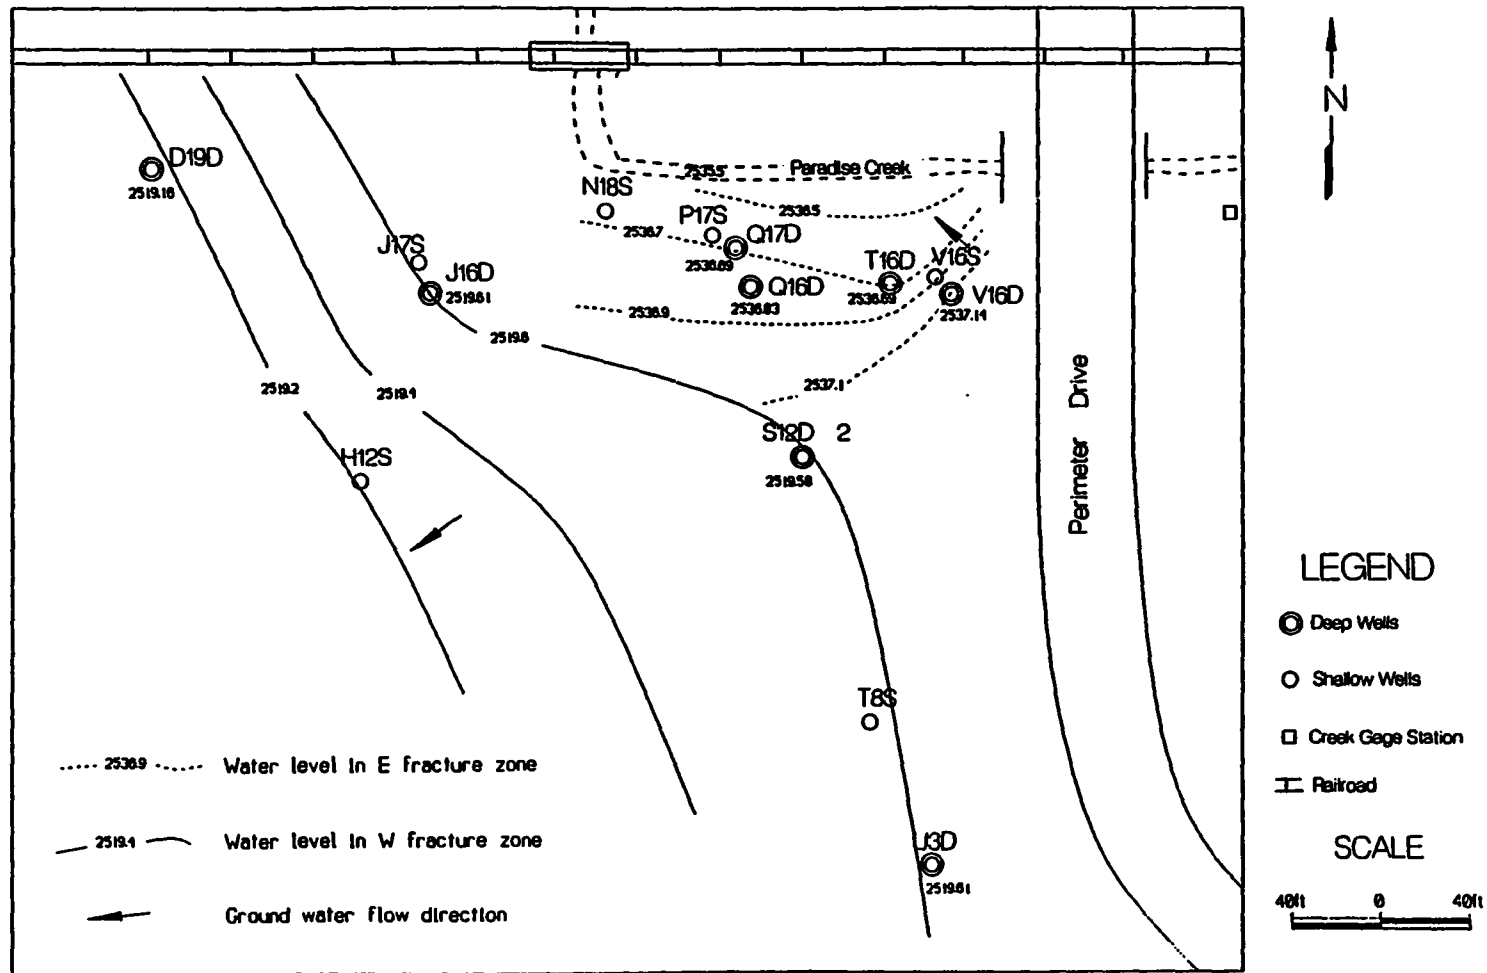 N
D19D
2519.16
Paradise Creek
2535.5
N18S
2536.5
P17S
2536.7
Q17D
2536.69
J17S
J16D
2519.61
T16D
2536.69
V16S
V16D
2537.14
Q16D
2536.83
2536.9
2519.6
2519.2
2519.4
2537.1
Perimeter Drive
S12D 2
2519.58
H12S
T8S
U3D
2519.61
LEGEND
Deep Wells
Shallow Wells
Creek Gage Station
Railroad
SCALE
40ft 0 40ft
2536.9 Water level in E fracture zone
2519.4 Water level in W fracture zone
Ground water flow direction